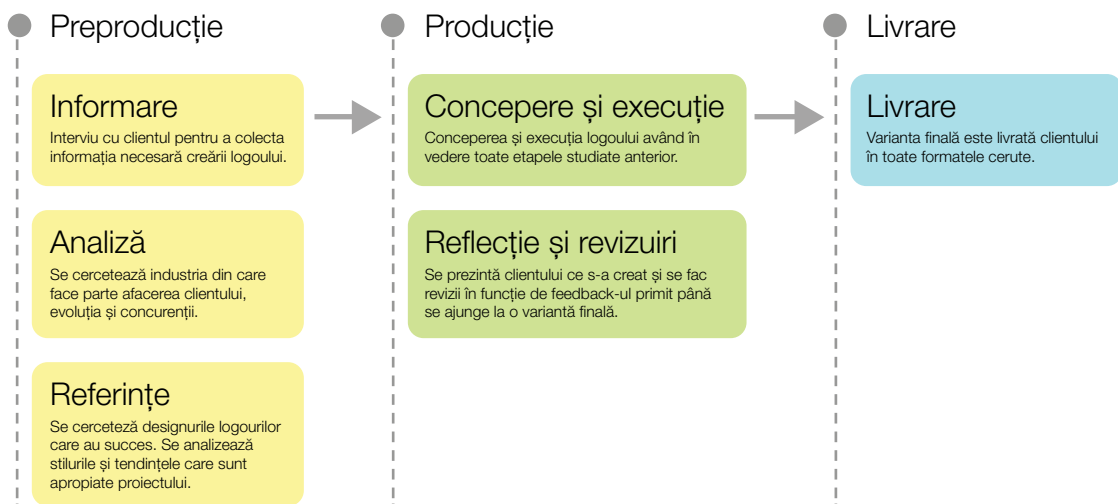 Preproducție
Informare
Interviu cu clientul pentru a colecta
informația necesară creării logoului.
Analiză
Se cercetează industria din care
face parte afacerea clientului,
evoluția și concurenții.
Referințe
Se cerceteză designurile logourilor
care au succes. Se analizează
stilurile și tendințele care sunt
apropiate proiectului.
Producție
Concepere și execuție
Conceperea și execuția logoului având în
vedere toate etapele studiate anterior.
Reflecție și revizuiri
Se prezintă clientului ce s-a creat și se fac
revizii în funcție de feedback-ul primit până
se ajunge la o variantă finală.
Livrare
Livrare
Varianta finală este livrată clientului
în toate formatele cerute.